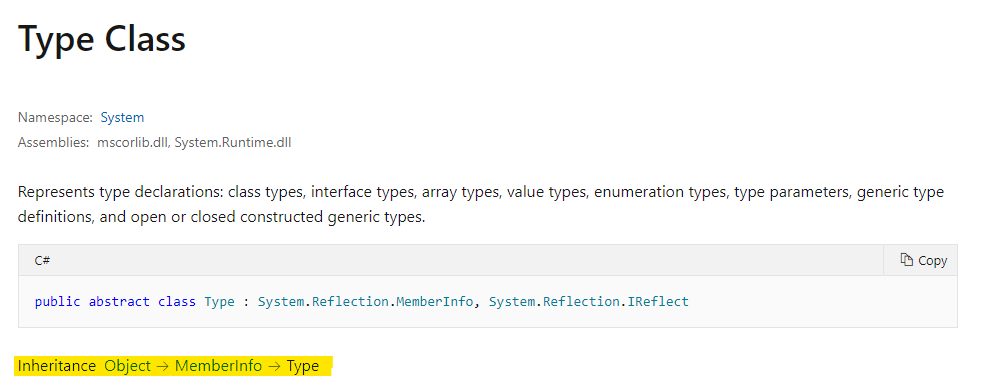 Type Class
Namespace: System
Assemblies: mscorlib.dll, System.Runtime.dll
Represents type declarations: class types, interface types, array types, value types, enumeration types, type parameters, generic type
definitions, and open or closed constructed generic types.
C# Copy
public abstract class Type : System.Reflection.MemberInfo, System.Reflection.IReflect
Inheritance Object → MemberInfo → Type